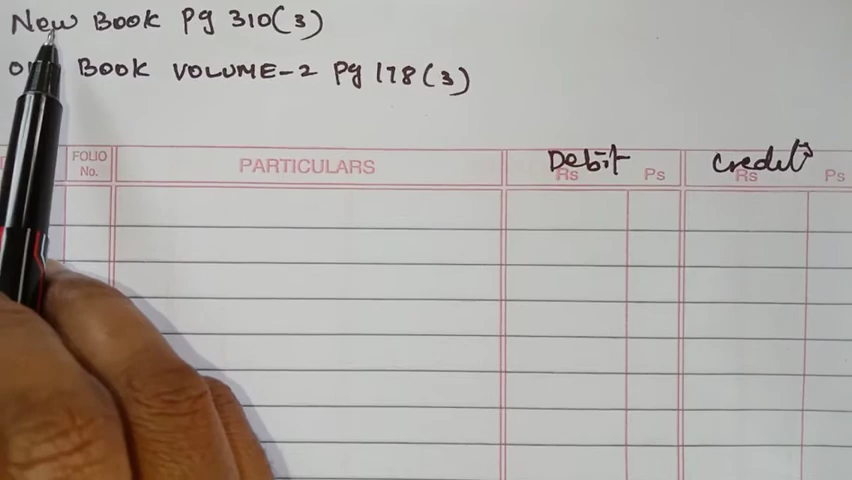 New Book Pg 310(3)
Book VOLUME-2 Pg 178(3)
FOLIO No. PARTICULARS Debit Rs Ps Credit Rs Ps